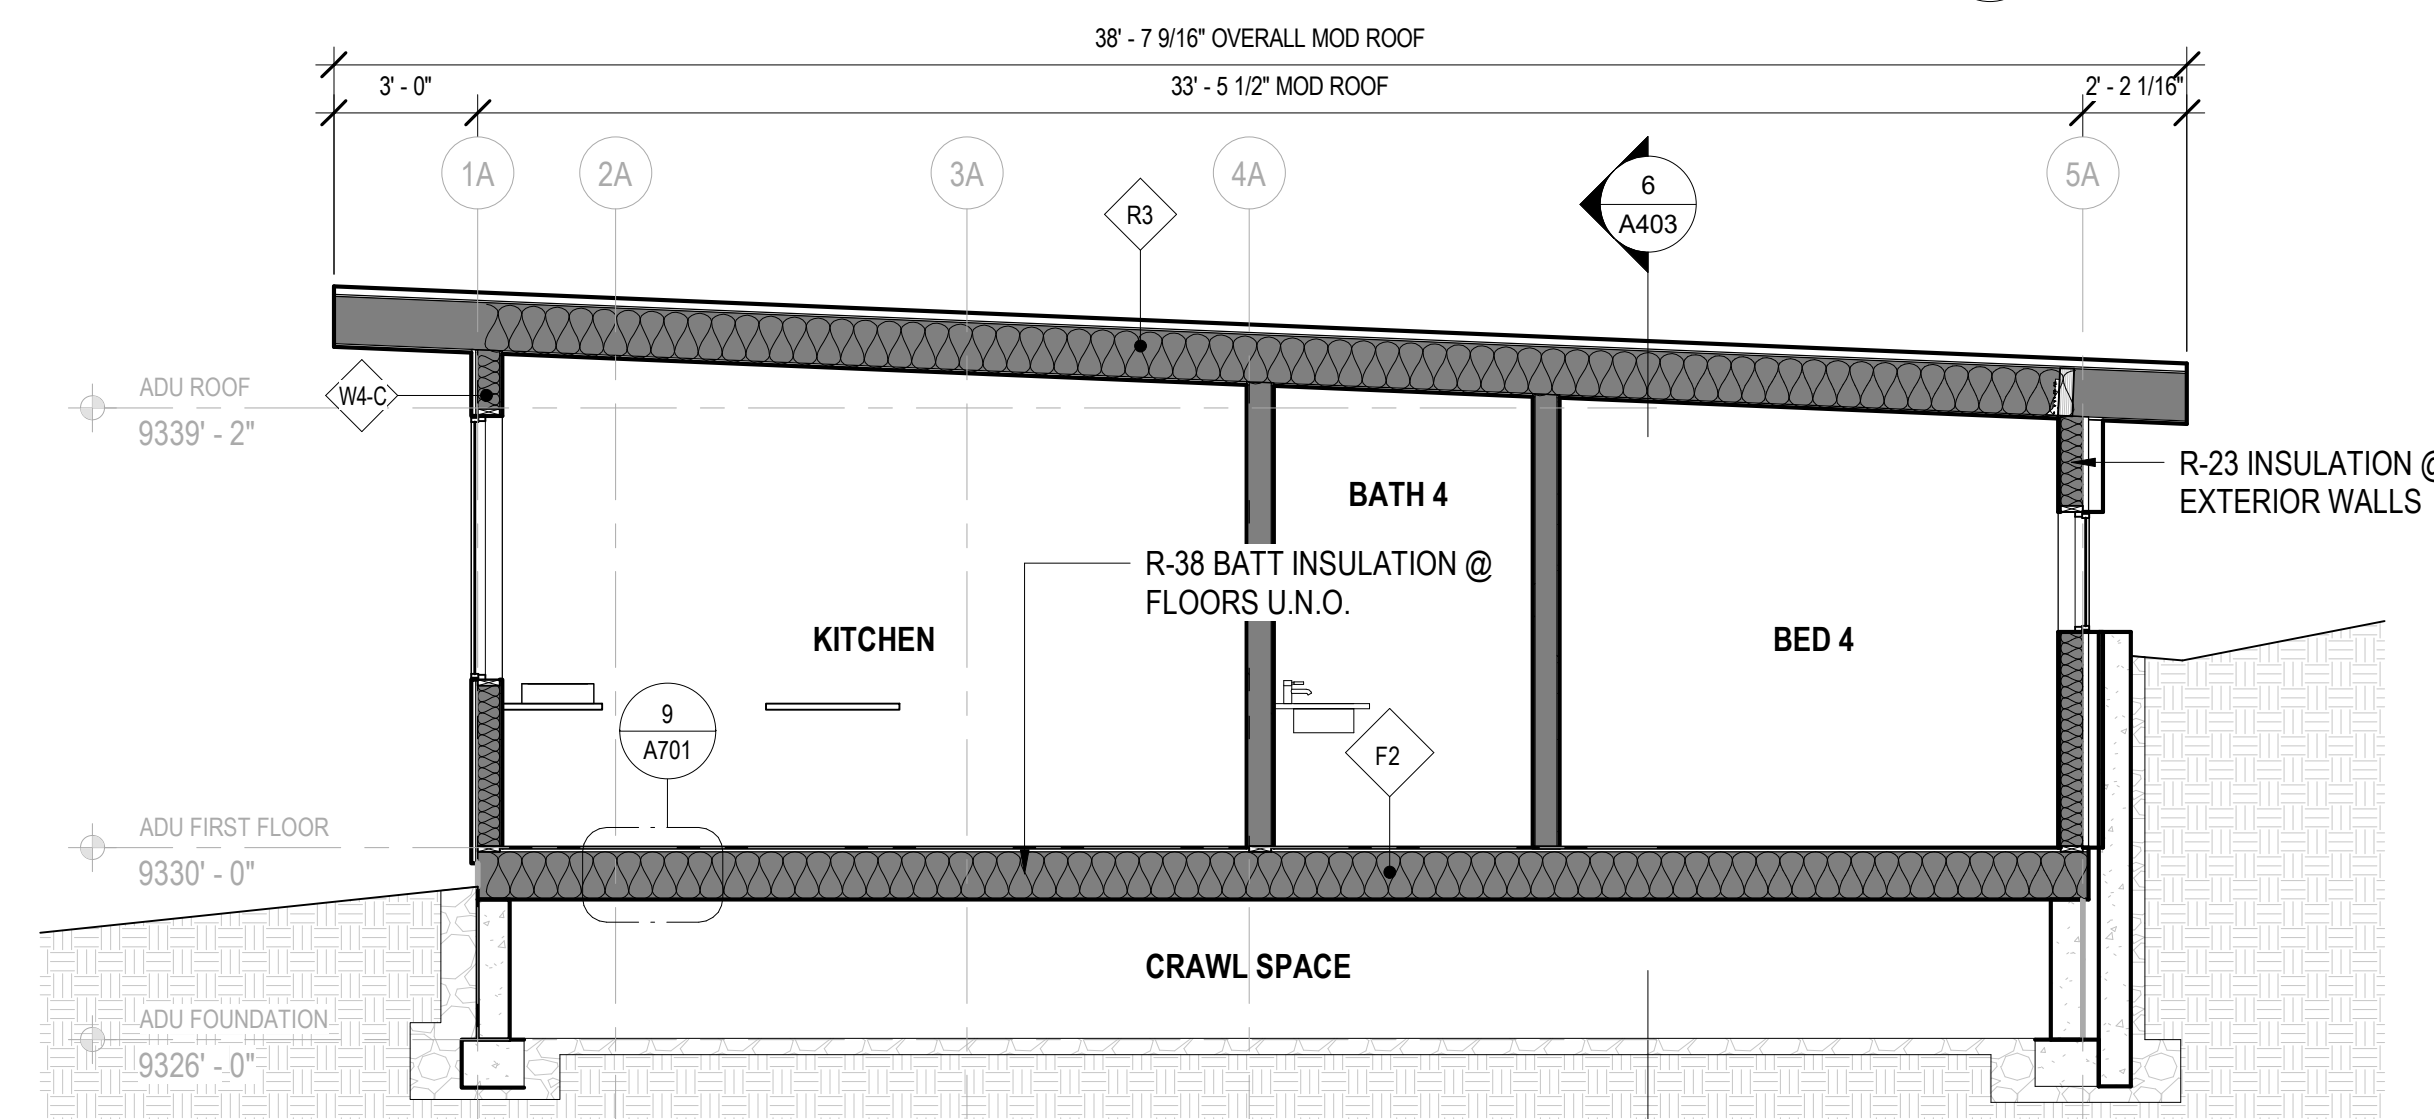 38' - 7 9/16" OVERALL MOD ROOF
3' - 0"
33' - 5 1/2" MOD ROOF
2' - 2 1/16"
1A
2A
3A
4A
5A
R3
6
A403
ADU ROOF
9339' - 2"
W4-C
R-23 INSULATION @
EXTERIOR WALLS
BATH 4
R-38 BATT INSULATION @
FLOORS U.N.O.
KITCHEN
BED 4
9
A701
F2
ADU FIRST FLOOR
9330' - 0"
CRAWL SPACE
ADU FOUNDATION
9326' - 0"